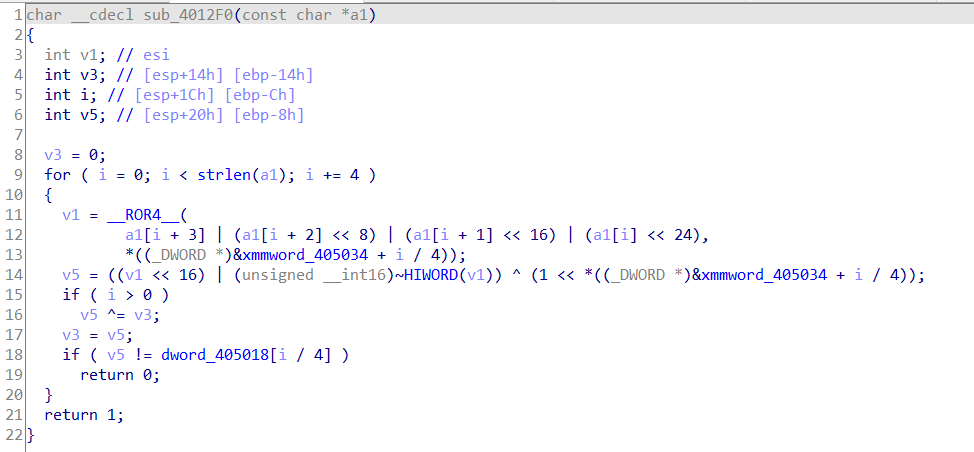 1 char __cdecl sub_4012F0(const char *a1)
2 {
3   int v1; // esi
4   int v3; // [esp+14h] [ebp-14h]
5   int i; // [esp+1Ch] [ebp-Ch]
6   int v5; // [esp+20h] [ebp-8h]
7
8   v3 = 0;
9   for ( i = 0; i < strlen(a1); i += 4 )
10   {
11     v1 = __ROR4__(
12            a1[i + 3] | (a1[i + 2] << 8) | (a1[i + 1] << 16) | (a1[i] << 24),
13            *((_DWORD *)&xmmword_405034 + i / 4));
14     v5 = ((v1 << 16) | (unsigned __int16)~HIWORD(v1)) ^ (1 << *((_DWORD *)&xmmword_405034 + i / 4));
15     if ( i > 0 )
16       v5 ^= v3;
17     v3 = v5;
18     if ( v5 != dword_405018[i / 4] )
19       return 0;
20   }
21   return 1;
22 }